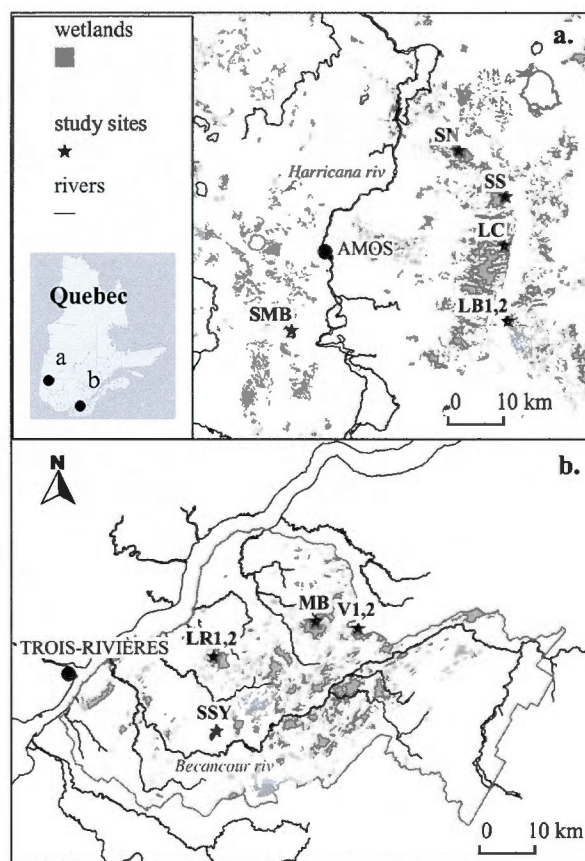 wetlands
study sites
rivers
Quebec
a
b
a.
SN
Harricana riv
SS
LC
AMOS
SMB
LB1,2
0 10 km
N
b.
MB
V1,2
LR1,2
TROIS-RIVIÈRES
SSY
Becancour riv
0 10 km